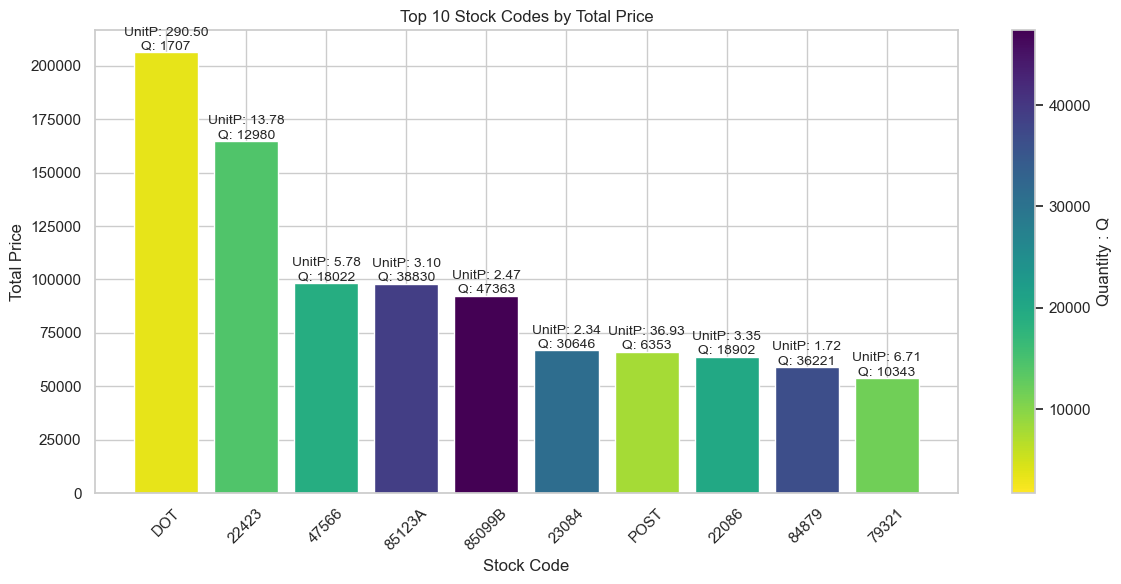 Top 10 Stock Codes by Total Price
UnitP: 290.50
Q: 1707
UnitP: 13.78
Q: 12980
UnitP: 5.78
Q: 18022
UnitP: 3.10
Q: 38830
UnitP: 2.47
Q: 47363
UnitP: 2.34
Q: 30646
UnitP: 36.93
Q: 6353
UnitP: 3.35
Q: 18902
UnitP: 1.72
Q: 36221
UnitP: 6.71
Q: 10343
Total Price
200000
175000
150000
125000
100000
75000
50000
25000
0
DOT
22423
47566
85123A
85099B
23084
POST
22086
84879
79321
Stock Code
40000
30000
20000
10000
Quantity : Q